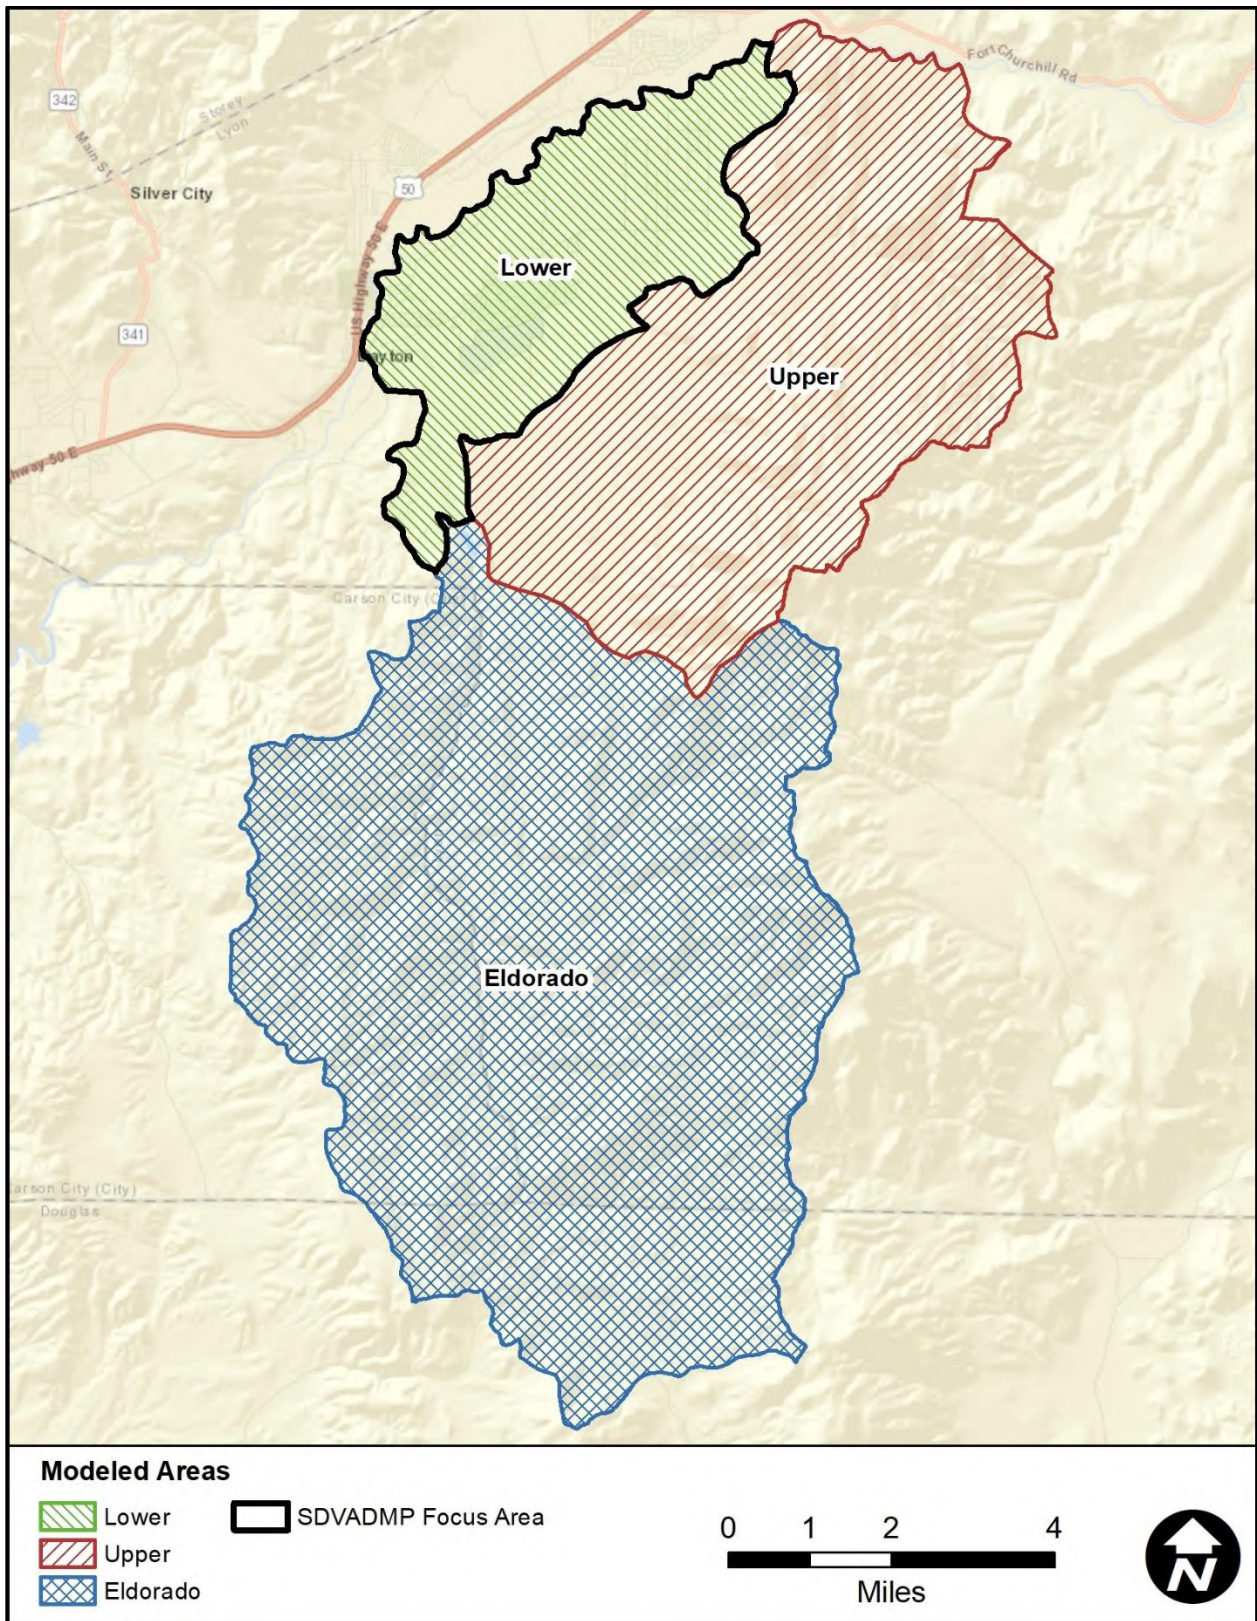 Fort Churchill Rd
342
Storey
Lyon
Main St
Silver City
50
US Highway 50 E
Lower
341
Dayton
Upper
ghway 50 E
Carson City (C
Eldorado
Carson City (City)
Douglas
Modeled Areas
Lower
SDVADMP Focus Area
Upper
Eldorado
0 1 2 4
Miles
N